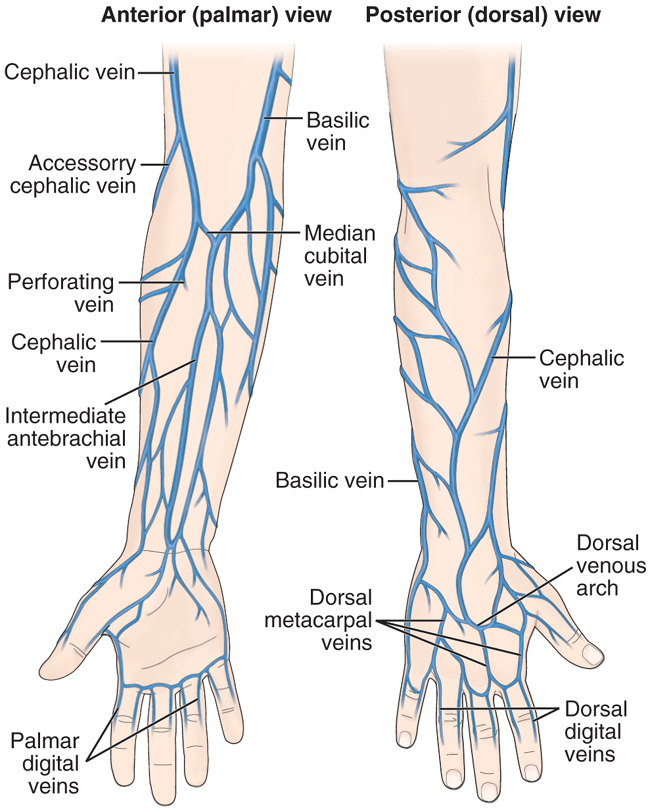 Anterior (palmar) view
Cephalic vein
Accessorry
cephalic vein
Perforating
vein
Cephalic
vein
Intermediate
antebrachial
vein
Palmar
digital
veins
Basilic
vein
Median
cubital
vein
Posterior (dorsal) view
Cephalic
vein
Basilic vein
Dorsal
venous
arch
Dorsal
metacarpal
veins
Dorsal
digital
veins